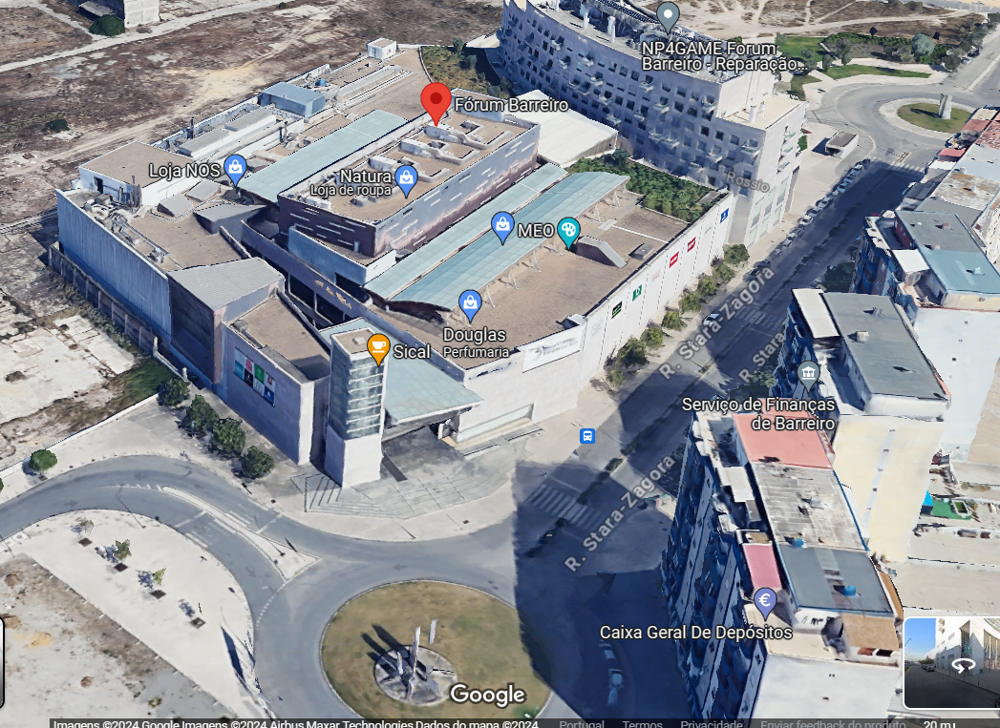 NP4GAME Forum
Barreiro - Reparação...
Fórum Barreiro
Loja NOS
Natura
Loja de roupa
Rossio
MEO
R. Stara-Zagora
R. Stara-
Douglas
Perfumaria
Sical
Serviço de Finanças
de Barreiro
R. Stara-Zagora
Caixa Geral De Depósitos
€
Google
Imagens ©2024 Google Imagens ©2024 Airbus Maxar Technologies Dados do mapa ©2024 Portugal Termos Privacidade Enviar feedback do produto 20 m